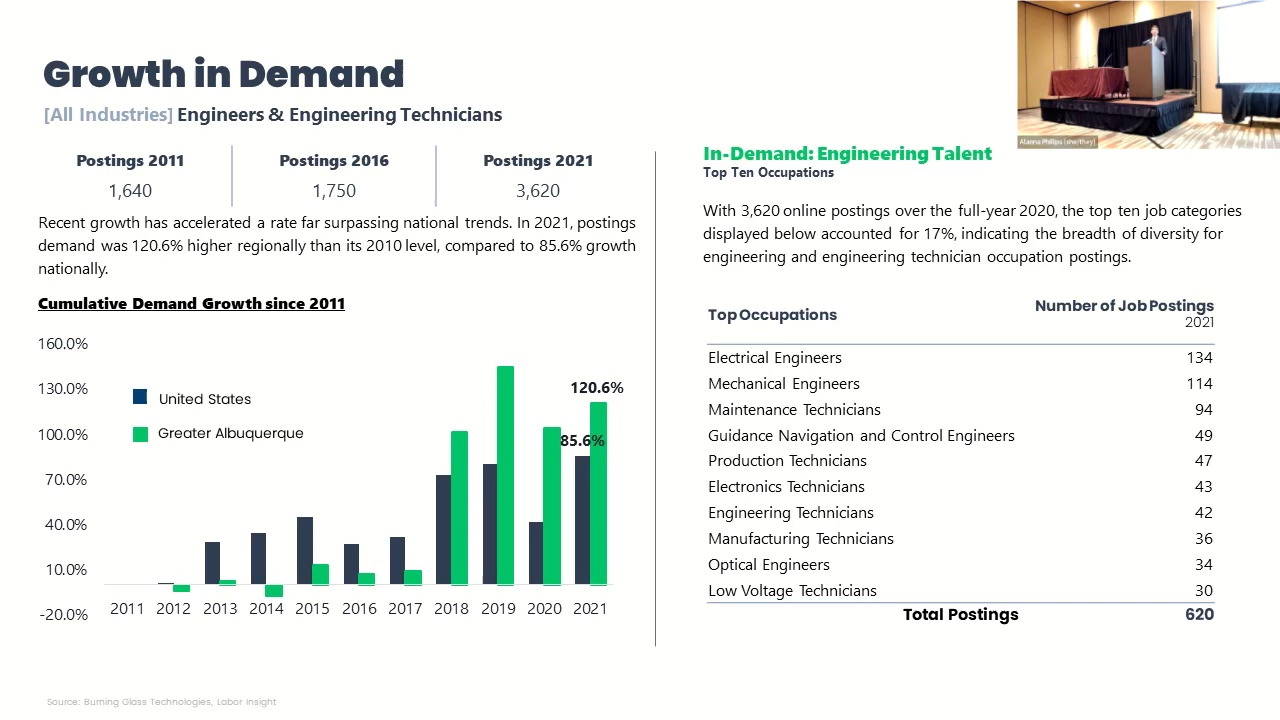 Growth in Demand
[All Industries] Engineers & Engineering Technicians
Postings 2011
1,640
Postings 2016
1,750
Postings 2021
3,620
Recent growth has accelerated a rate far surpassing national trends. In 2021, postings
demand was 120.6% higher regionally than its 2010 level, compared to 85.6% growth
nationally.
Cumulative Demand Growth since 2011
160.0%
130.0%
100.0%
70.0%
40.0%
10.0%
-20.0%
United States
Greater Albuquerque
120.6%
85.6%
2011 2012 2013 2014 2015 2016 2017 2018 2019 2020 2021
Source: Burning Glass Technologies, Labor Insight
Alanna Phillips (she/they)
In-Demand: Engineering Talent
Top Ten Occupations
With 3,620 online postings over the full-year 2020, the top ten job categories
displayed below accounted for 17%, indicating the breadth of diversity for
engineering and engineering technician occupation postings.
Top Occupations Number of Job Postings
2021
Electrical Engineers 134
Mechanical Engineers 114
Maintenance Technicians 94
Guidance Navigation and Control Engineers 49
Production Technicians 47
Electronics Technicians 43
Engineering Technicians 42
Manufacturing Technicians 36
Optical Engineers 34
Low Voltage Technicians 30
Total Postings 620